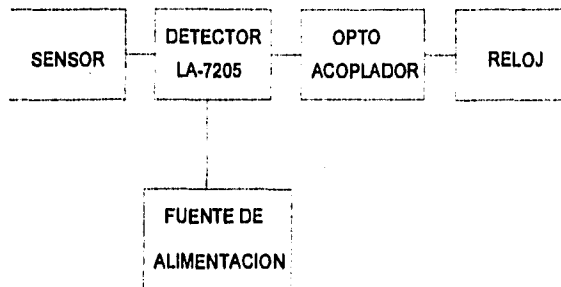 SENSOR
DETECTOR
LA-7205
OPTO
ACOPLADOR
RELOJ
FUENTE DE
ALIMENTACION